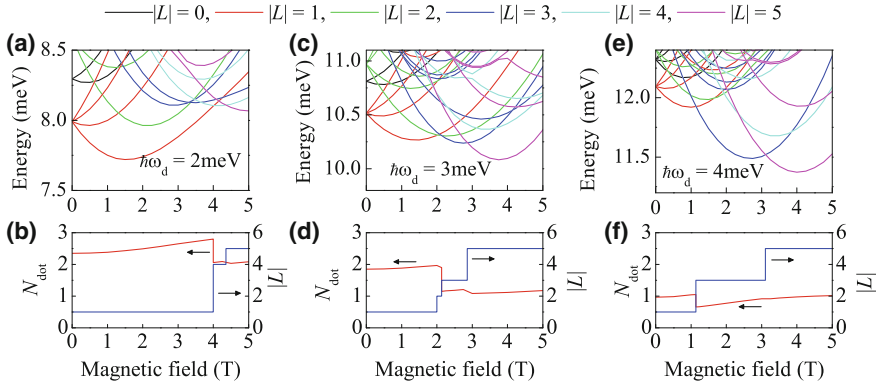 |L| = 0, |L| = 1, |L| = 2, |L| = 3, |L| = 4, |L| = 5
(a)
8.5
8.0
7.5
Energy (meV)
0 1 2 3 4 5
ℏω_d = 2meV
(c)
11.0
10.5
10.0
Energy (meV)
0 1 2 3 4 5
ℏω_d = 3meV
(e)
12.0
11.5
Energy (meV)
0 1 2 3 4 5
ℏω_d = 4meV
(b)
3
2
1
0
N_dot
6
4
2
0
|L|
0 1 2 3 4 5
Magnetic field (T)
(d)
3
2
1
0
N_dot
6
4
2
0
|L|
0 1 2 3 4 5
Magnetic field (T)
(f)
3
2
1
0
N_dot
6
4
2
0
|L|
0 1 2 3 4 5
Magnetic field (T)